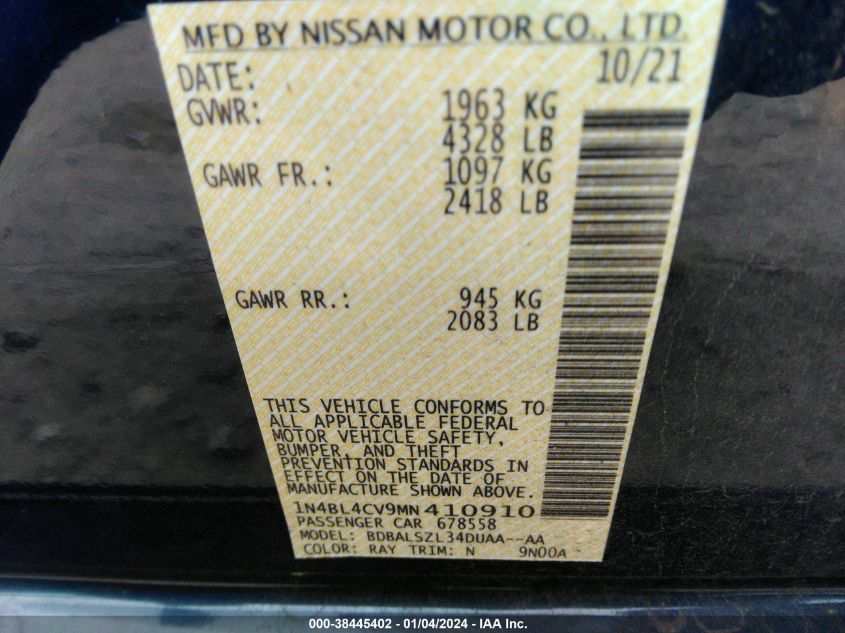 MFD BY NISSAN MOTOR CO., LTD.
DATE: 10/21
GVWR: 1963 KG
4328 LB
GAWR FR.: 1097 KG
2418 LB
GAWR RR.: 945 KG
2083 LB
THIS VEHICLE CONFORMS TO
ALL APPLICABLE FEDERAL
MOTOR VEHICLE SAFETY,
BUMPER, AND THEFT
PREVENTION STANDARDS IN
EFFECT ON THE DATE OF
MANUFACTURE SHOWN ABOVE.
1N4BL4CV9MN410910
PASSENGER CAR 678558
MODEL: BDBALSZL34DUAA--AA
COLOR: RAY TRIM: N 9N00A
000-38445402 - 01/04/2024 - IAA Inc.